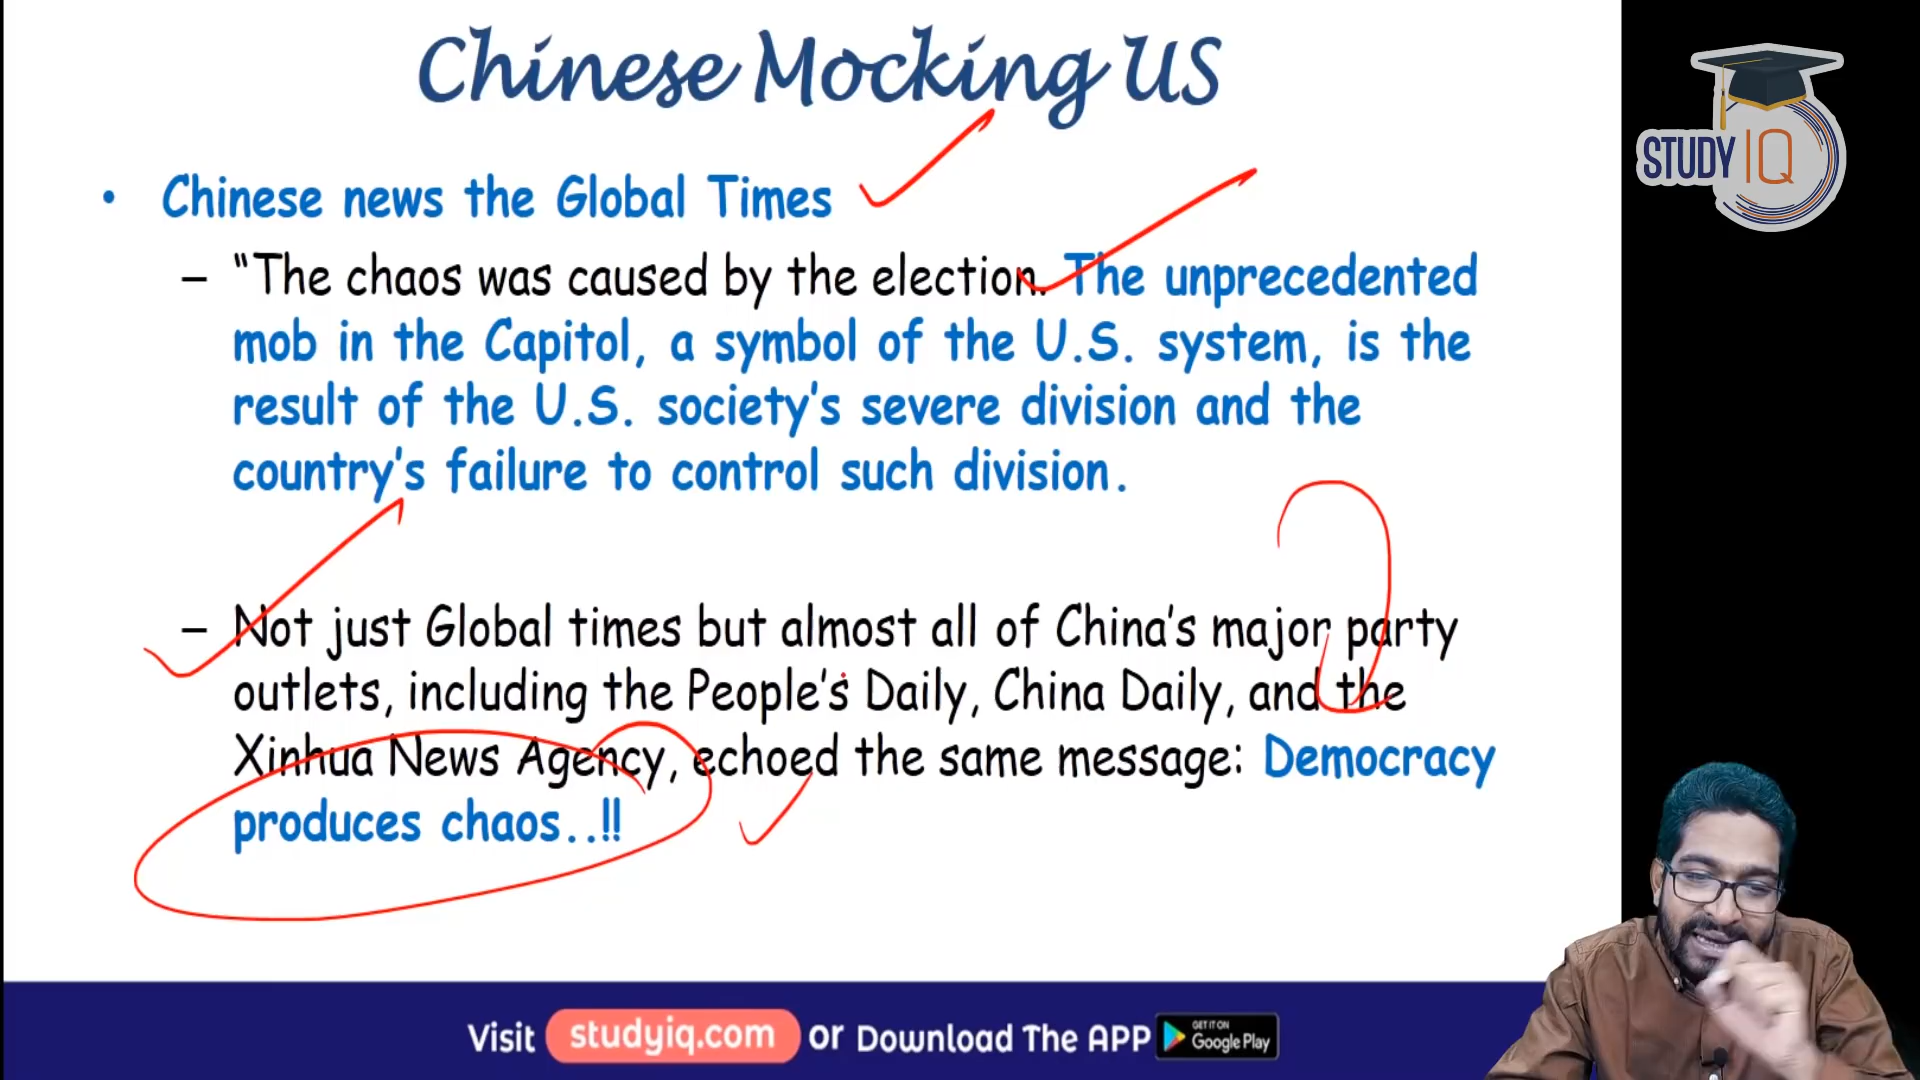 Chinese Mocking US
STUDY IQ
• Chinese news the Global Times
– “The chaos was caused by the election. The unprecedented
mob in the Capitol, a symbol of the U.S. system, is the
result of the U.S. society’s severe division and the
country’s failure to control such division.
– Not just Global times but almost all of China’s major party
outlets, including the People’s Daily, China Daily, and the
Xinhua News Agency, echoed the same message: Democracy
produces chaos..!!
Visit studyiq.com or Download The APP GET IT ON Google Play